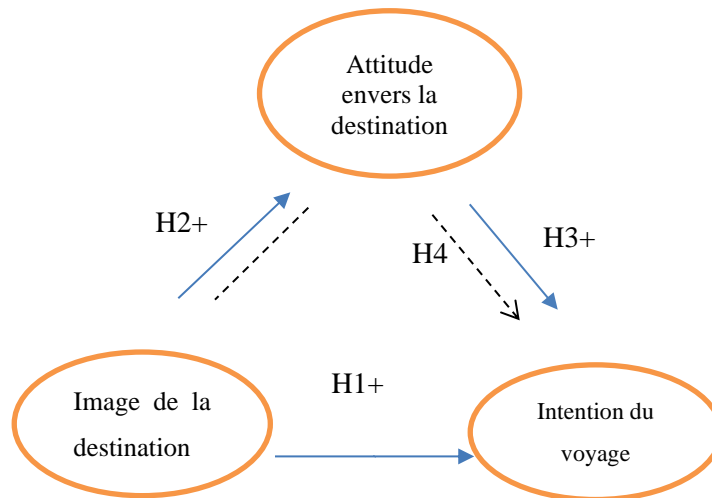 Attitude
envers la
destination
H2+
H4
H3+
Image de la
destination
H1+
Intention du
voyage